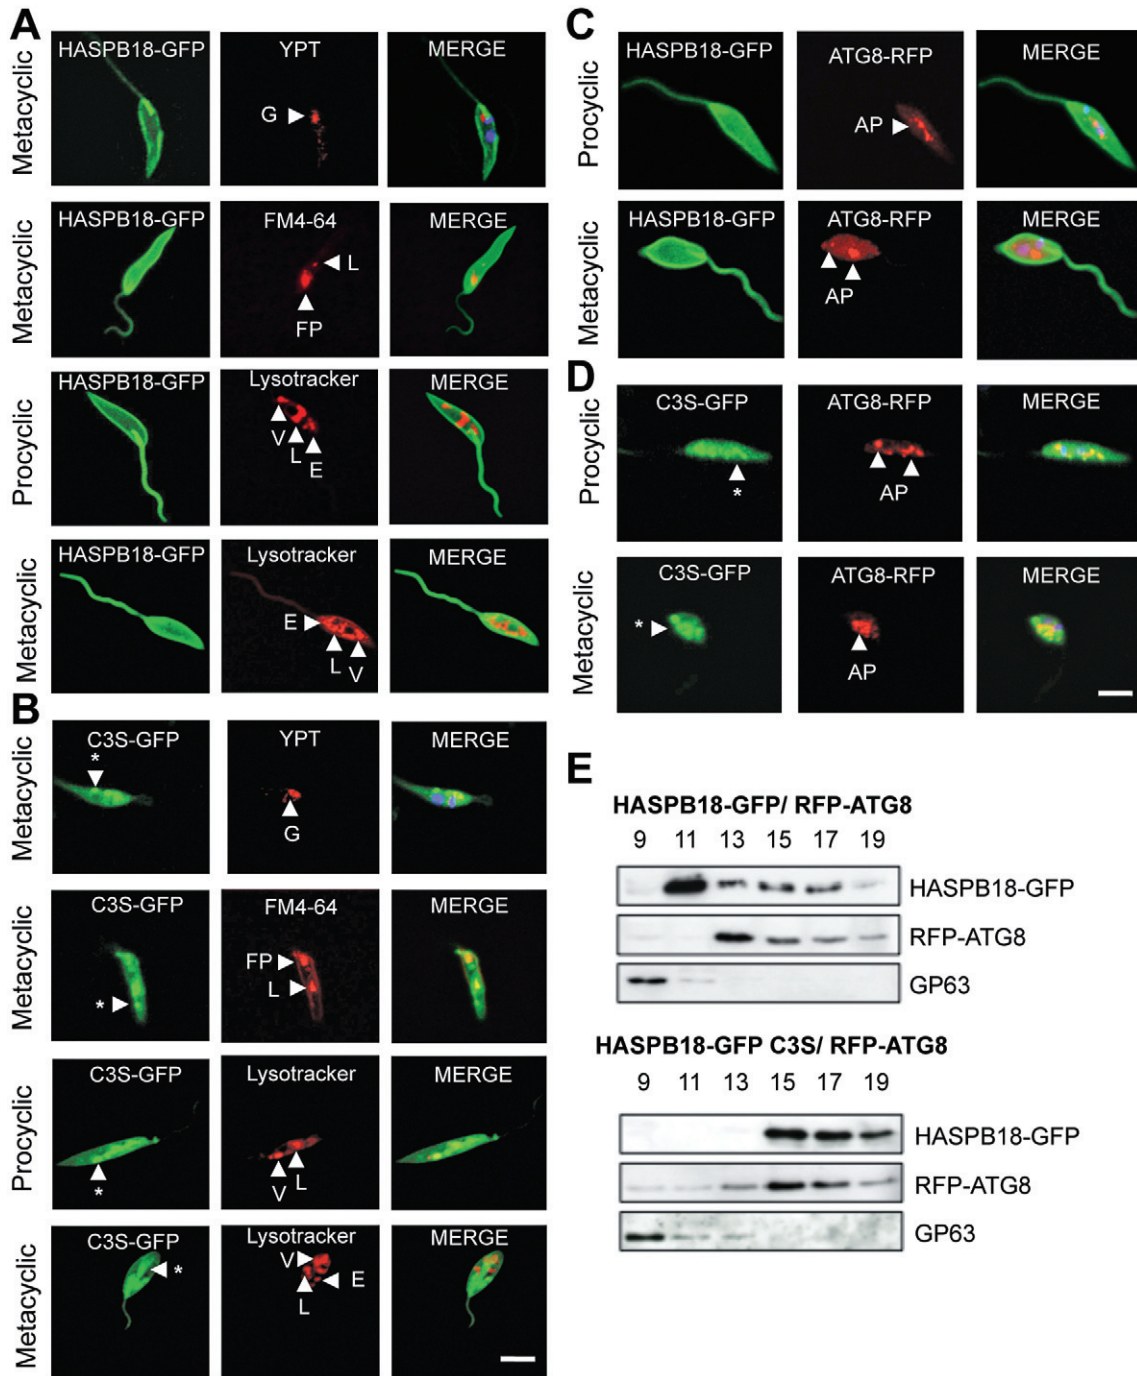 A
Metacyclic
HASPB18-GFP YPT MERGE
G
Metacyclic
HASPB18-GFP FM4-64 MERGE
L
FP
Procyclic
HASPB18-GFP Lysotracker MERGE
V
L
E
Metacyclic
HASPB18-GFP Lysotracker MERGE
E
L
V
B
Metacyclic
C3S-GFP YPT MERGE
*
G
Metacyclic
C3S-GFP FM4-64 MERGE
FP
L
*
Procyclic
C3S-GFP Lysotracker MERGE
*
V
L
Metacyclic
C3S-GFP Lysotracker MERGE
*
V
E
L
C
Procyclic
HASPB18-GFP ATG8-RFP MERGE
AP
Metacyclic
HASPB18-GFP ATG8-RFP MERGE
AP
D
Procyclic
C3S-GFP ATG8-RFP MERGE
*
AP
Metacyclic
C3S-GFP ATG8-RFP MERGE
*
AP
E
HASPB18-GFP/ RFP-ATG8
9 11 13 15 17 19
HASPB18-GFP
RFP-ATG8
GP63
HASPB18-GFP C3S/ RFP-ATG8
9 11 13 15 17 19
HASPB18-GFP
RFP-ATG8
GP63